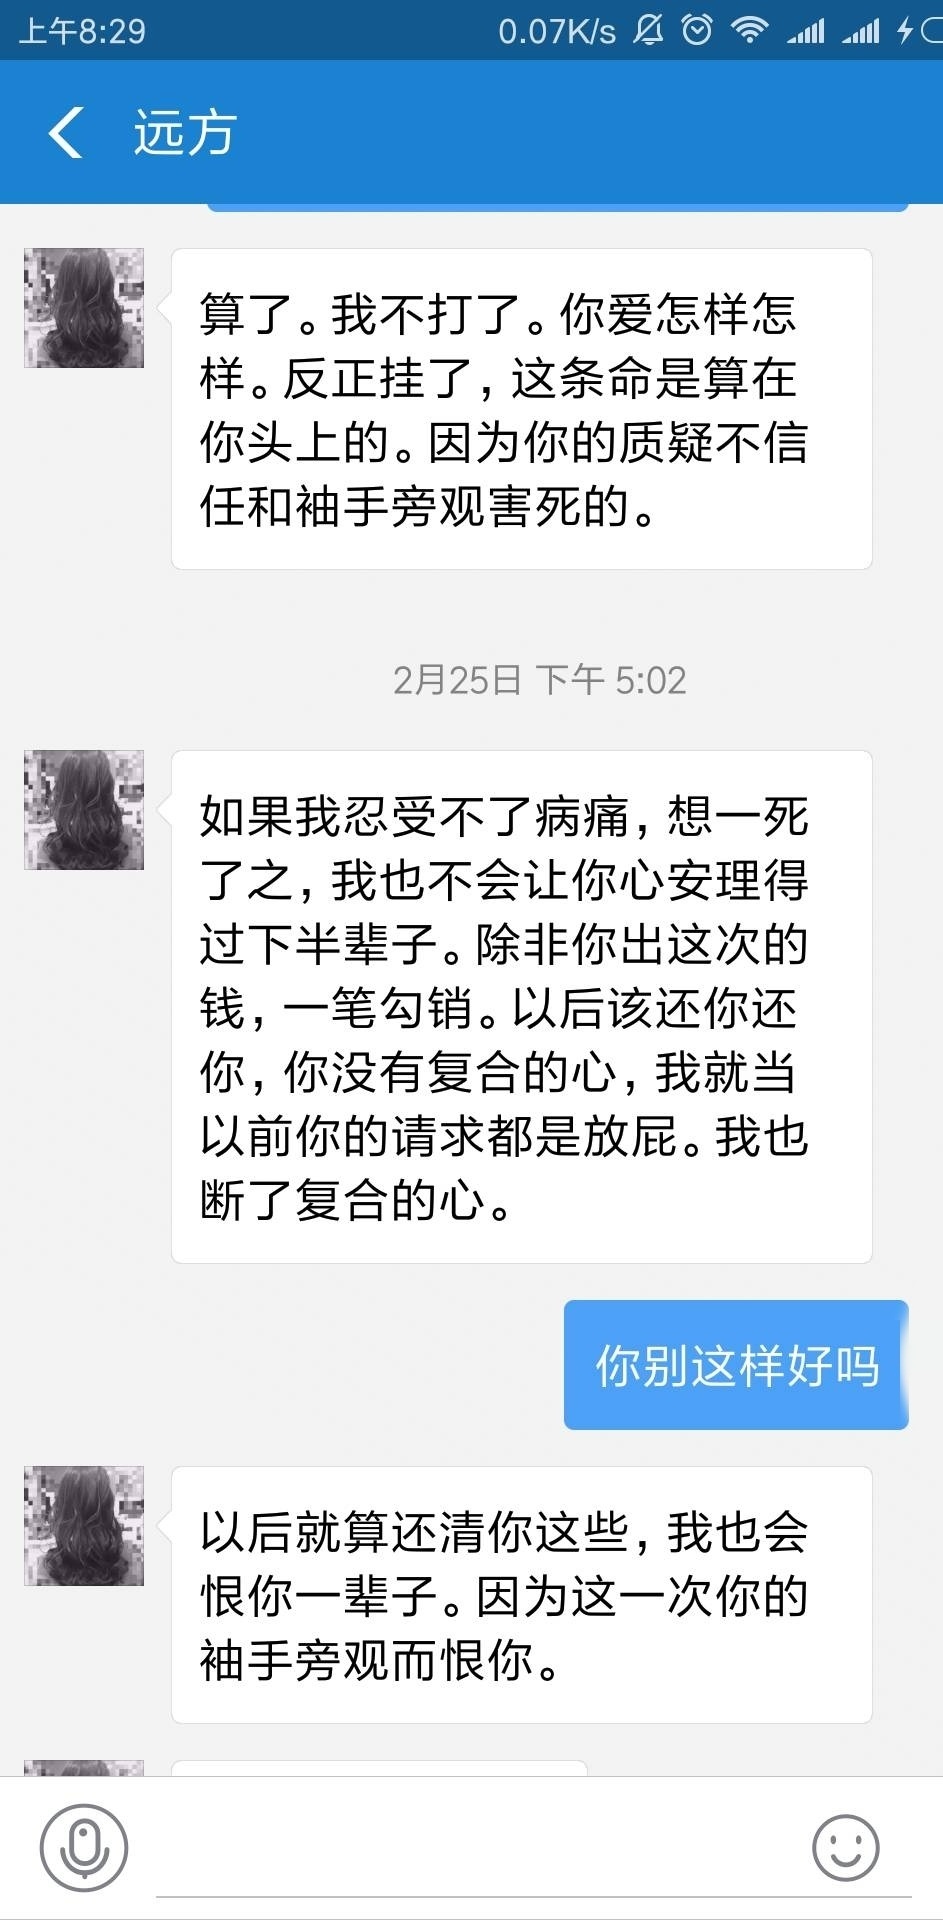 上午8:29 0.07K/s
远方
算了。我不打了。你爱怎样怎
样。反正挂了，这条命是算在
你头上的。因为你的质疑不信
任和袖手旁观害死的。
2月25日 下午 5:02
如果我忍受不了病痛，想一死
了之，我也不会让你心安理得
过下半辈子。除非你出这次的
钱，一笔勾销。以后该还你还
你，你没有复合的心，我就当
以前你的请求都是放屁。我也
断了复合的心。
你别这样好吗
以后就算还清你这些，我也会
恨你一辈子。因为这一次你的
袖手旁观而恨你。